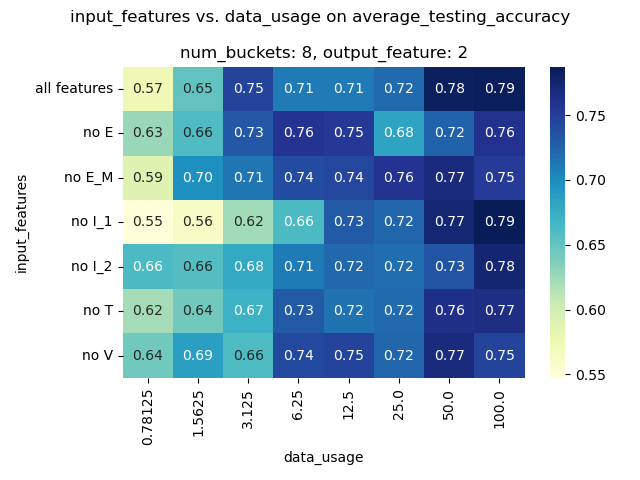 input_features vs. data_usage on average_testing_accuracy
num_buckets: 8, output_feature: 2
input_features
all features 0.57 0.65 0.75 0.71 0.71 0.72 0.78 0.79
no E 0.63 0.66 0.73 0.76 0.75 0.68 0.72 0.76
no E_M 0.59 0.70 0.71 0.74 0.74 0.76 0.77 0.75
no I_1 0.55 0.56 0.62 0.66 0.73 0.72 0.77 0.79
no I_2 0.66 0.66 0.68 0.71 0.72 0.72 0.73 0.78
no T 0.62 0.64 0.67 0.73 0.72 0.72 0.76 0.77
no V 0.64 0.69 0.66 0.74 0.75 0.72 0.77 0.75
0.78125 1.5625 3.125 6.25 12.5 25.0 50.0 100.0
data_usage
0.75
0.70
0.65
0.60
0.55